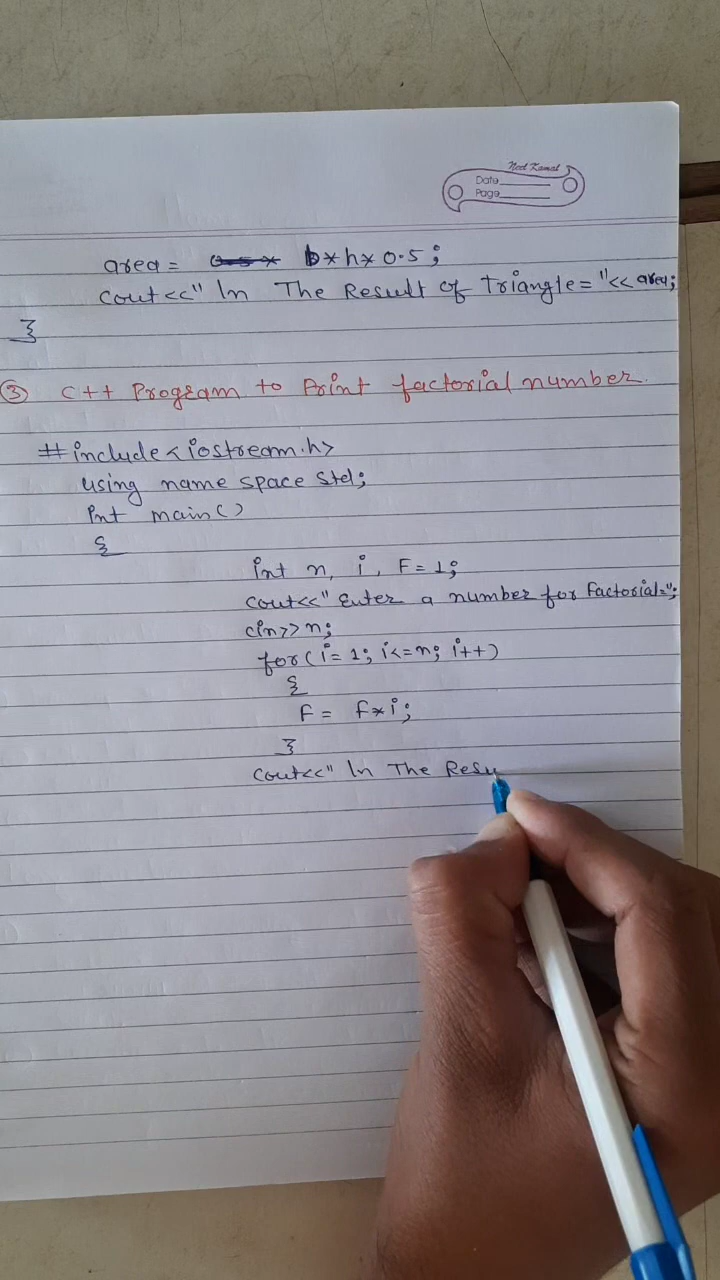 Neel Kamal
Date
Page
area = b*h*0.5;
cout<<" In The Result of Triangle="<<area;
}
③ C++ Program to Print factorial number.
#include<iostream.h>
using name space std;
int main()
{
int n, i, F=1;
cout<<" Enter a number for Factorial=";
cin>>n;
for(i=1; i<=n; i++)
{
F = f*i;
}
cout<<" In The Resu